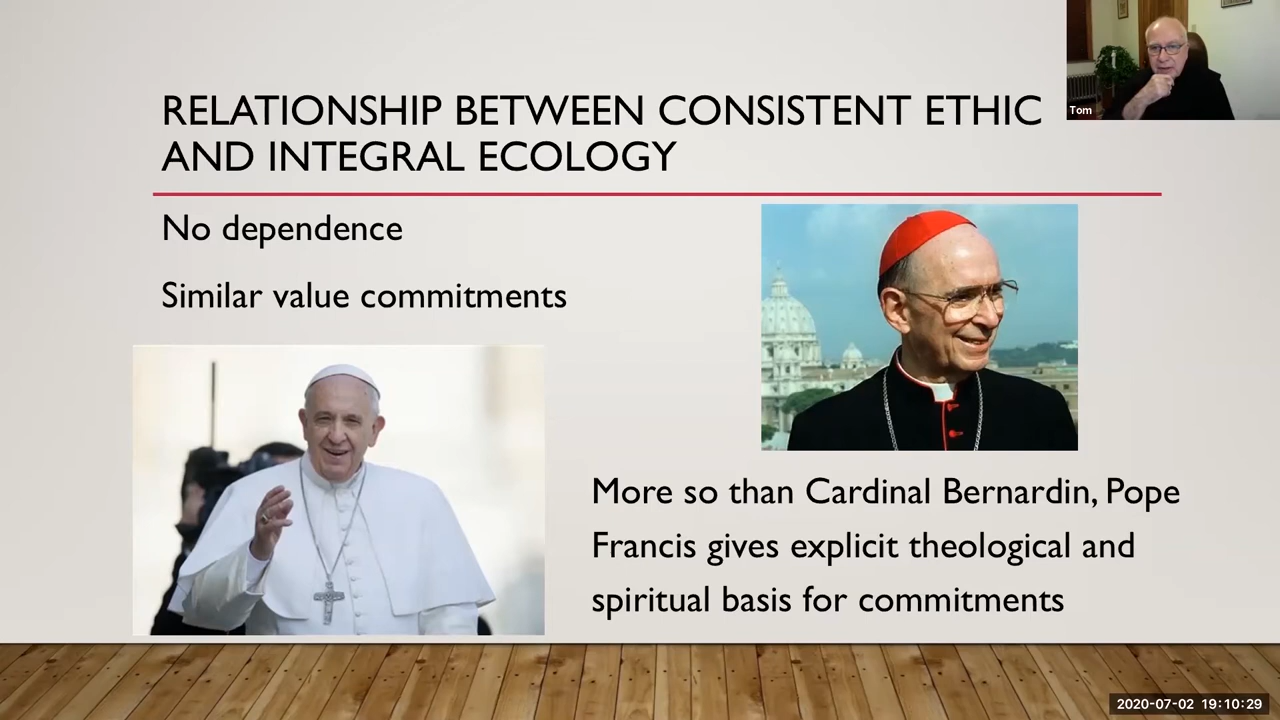 RELATIONSHIP BETWEEN CONSISTENT ETHIC
AND INTEGRAL ECOLOGY
No dependence
Similar value commitments
More so than Cardinal Bernardin, Pope
Francis gives explicit theological and
spiritual basis for commitments
Tom
2020-07-02 19:10:29